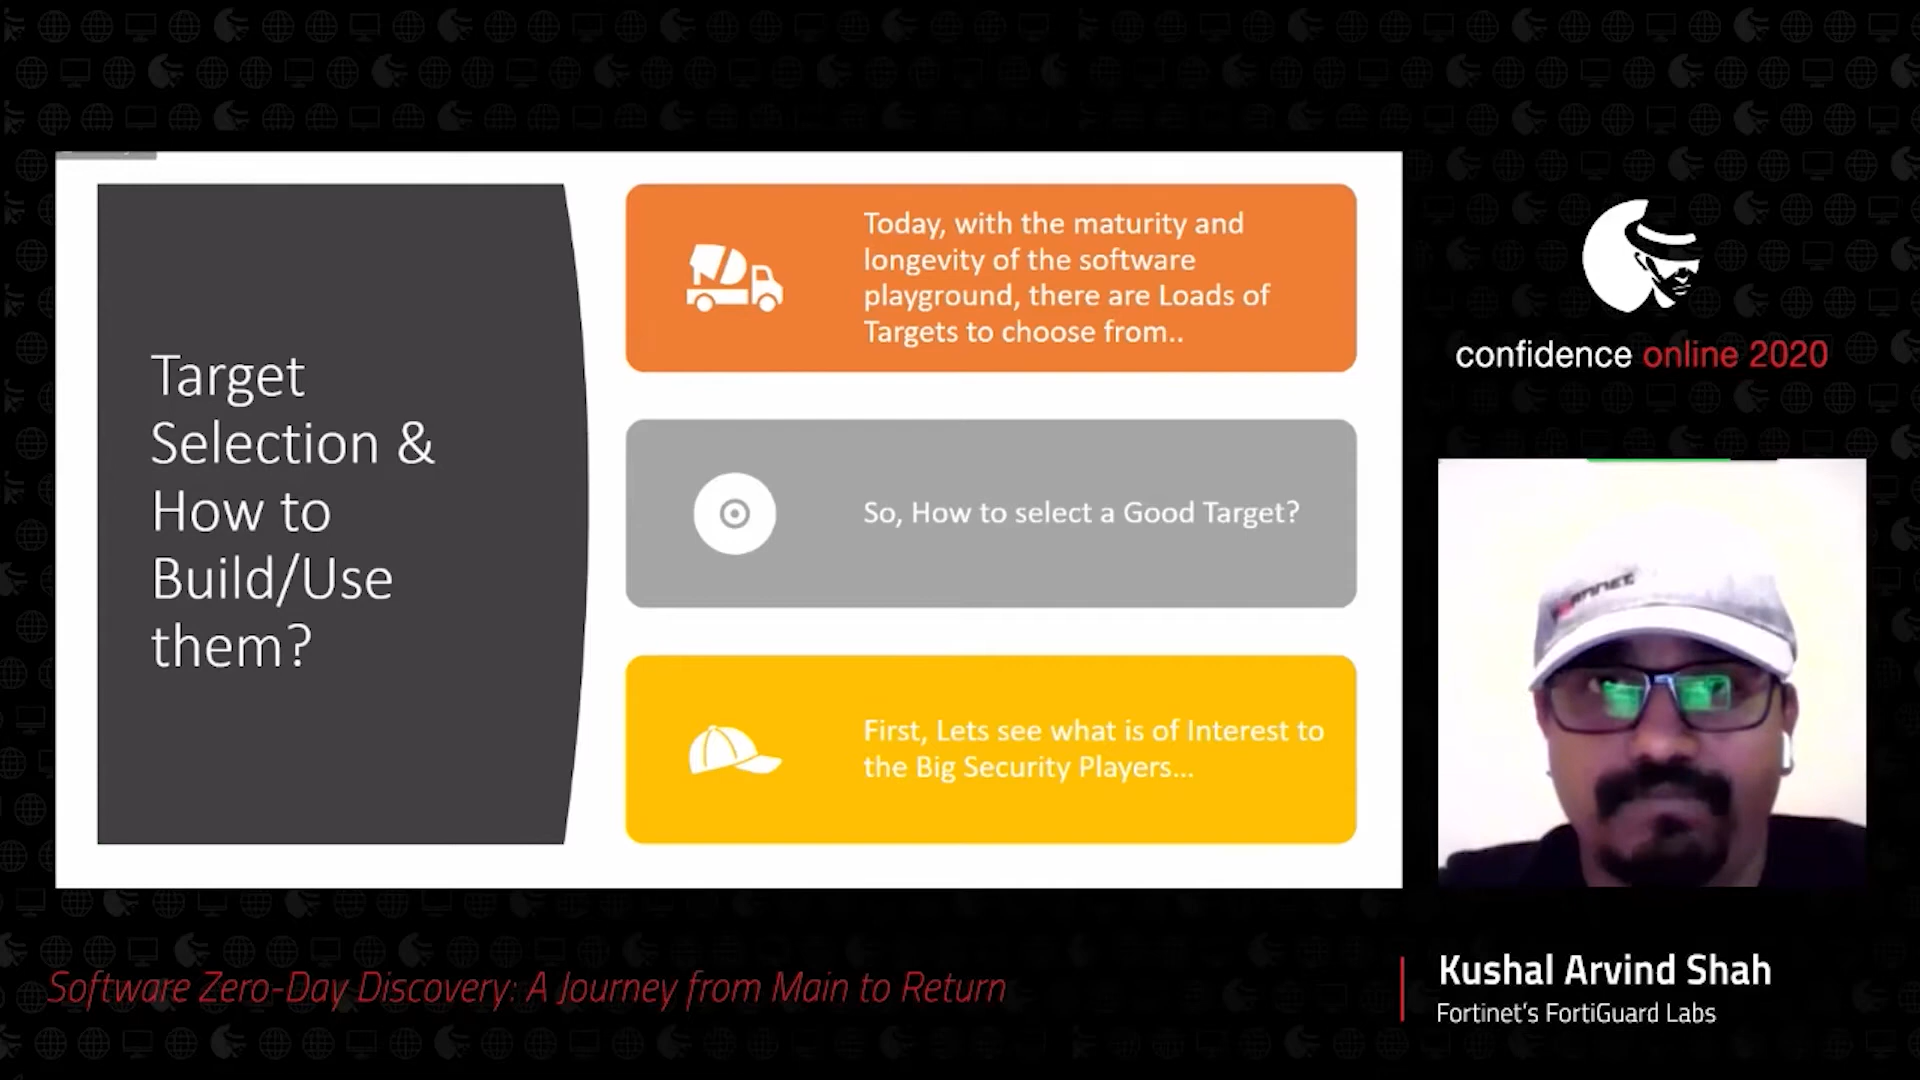 Target
Selection &
How to
Build/Use
them?
Today, with the maturity and
longevity of the software
playground, there are Loads of
Targets to choose from..
So, How to select a Good Target?
First, Lets see what is of Interest to
the Big Security Players...
confidence online 2020
Software Zero-Day Discovery: A Journey from Main to Return
Kushal Arvind Shah
Fortinet's FortiGuard Labs